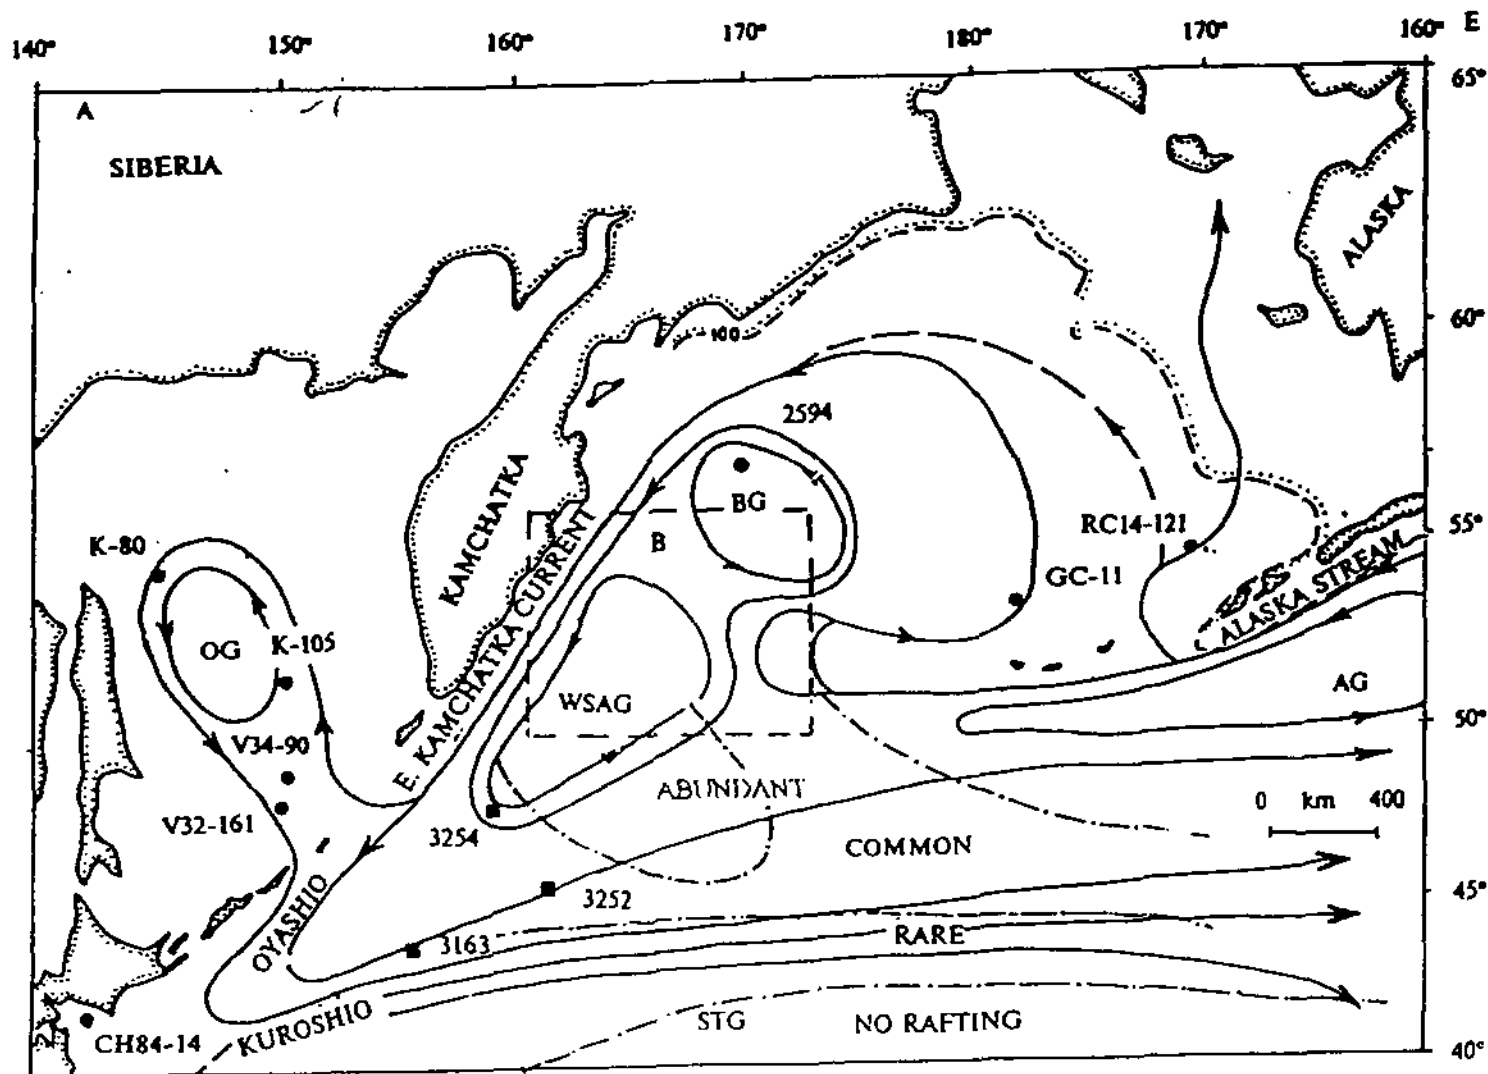 140° 150° 160° 170° 180° 170° 160° E
65°
A
SIBERIA
ALASKA
60°
100
2594
KAMCHATKA
BG
RC14-121
55°
K-80
B
GC-11
ALASKA STREAM
E. KAMCHATKA CURRENT
OG
K-105
WSAG
AG
50°
V34-90
ABUNDANT
0 km 400
V32-161
3254
COMMON
45°
3252
OYASHIO
3163
RARE
KUROSHIO
STG
NO RAFTING
CH84-14
40°